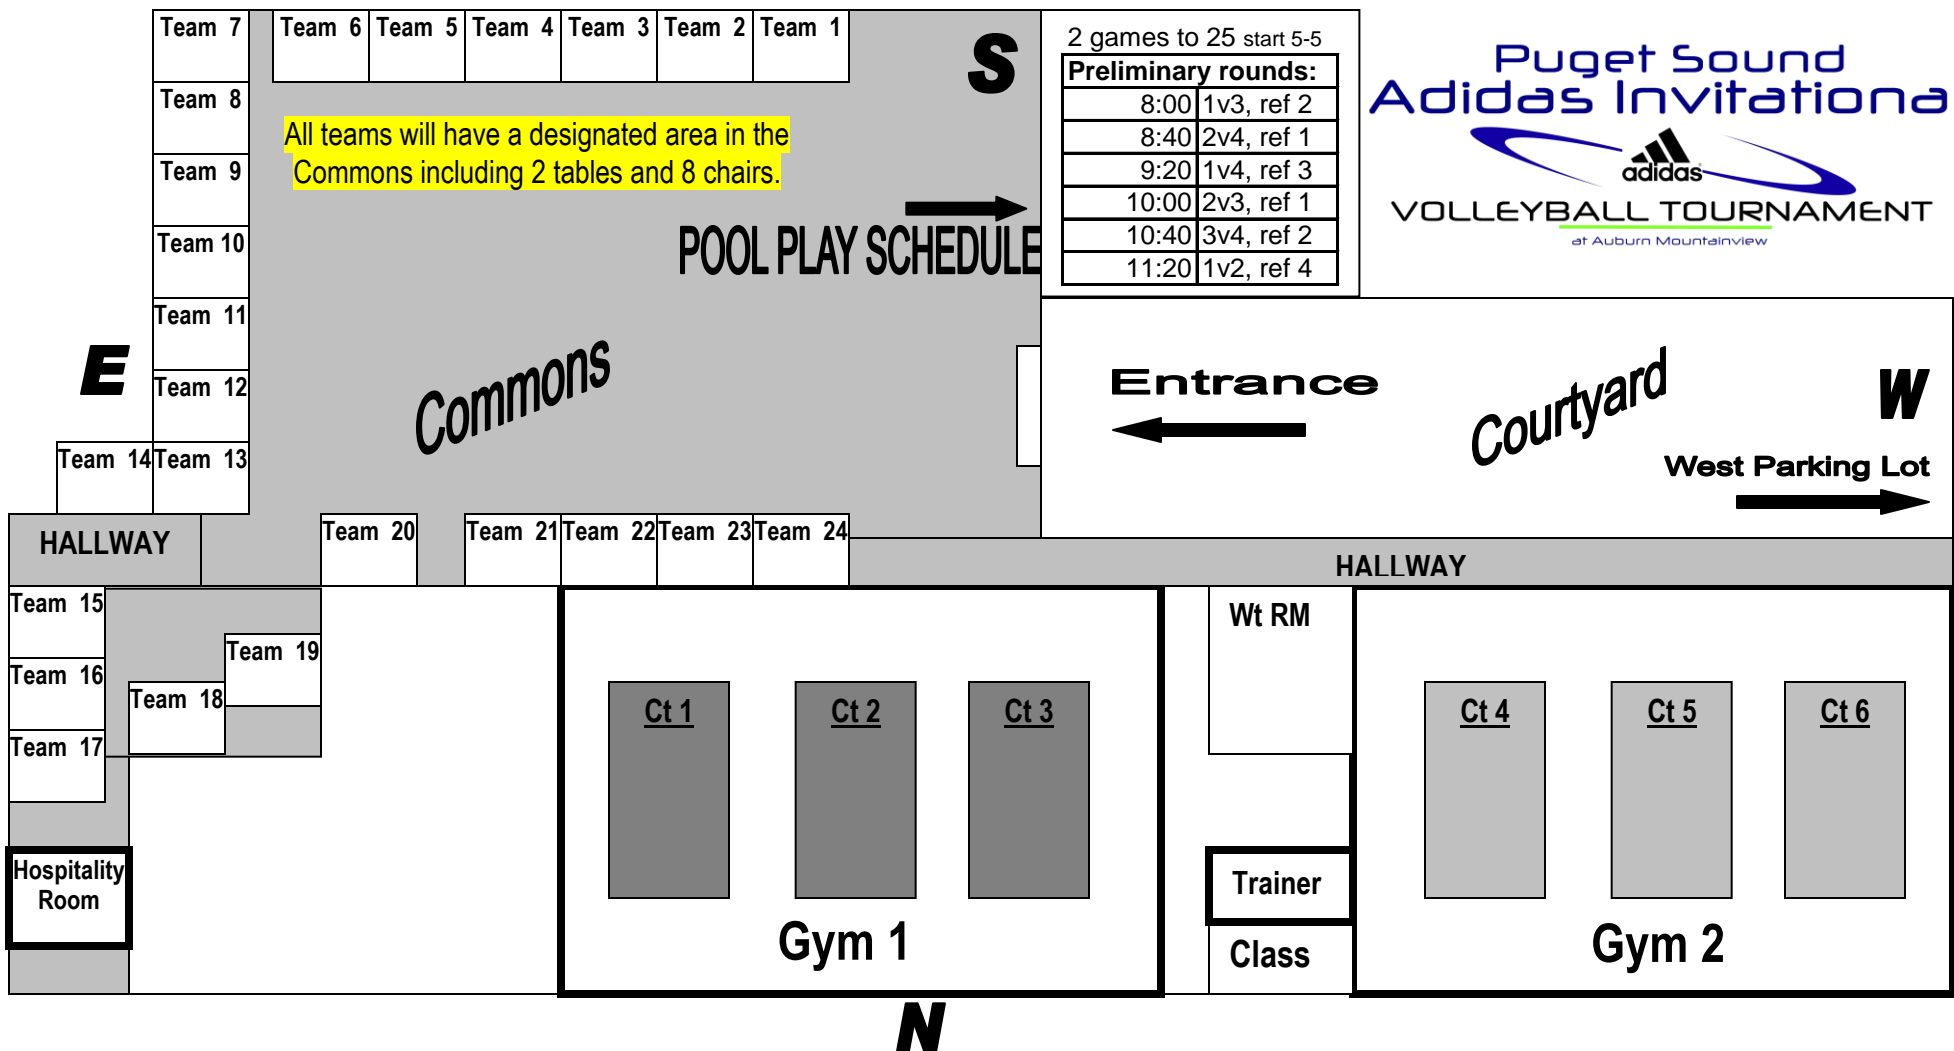 Team 7
Team 6 Team 5 Team 4 Team 3 Team 2 Team 1
S
2 games to 25 start 5-5
Preliminary rounds:
8:00 1v3, ref 2
8:40 2v4, ref 1
9:20 1v4, ref 3
10:00 2v3, ref 1
10:40 3v4, ref 2
11:20 1v2, ref 4
Puget Sound
Adidas Invitationa
adidas
VOLLEYBALL TOURNAMENT
at Auburn Mountainview
Team 8
All teams will have a designated area in the
Commons including 2 tables and 8 chairs.
Team 9
POOL PLAY SCHEDULE
Team 10
Team 11
E
Commons
Entrance
Courtyard
W
West Parking Lot
Team 12
Team 14 Team 13
HALLWAY
Team 20 Team 21 Team 22 Team 23 Team 24
HALLWAY
Team 15
Team 19
Team 16
Team 18
Team 17
Hospitality
Room
Wt RM
Ct 1 Ct 2 Ct 3
Ct 4 Ct 5 Ct 6
Trainer
Gym 1
Class
Gym 2
N